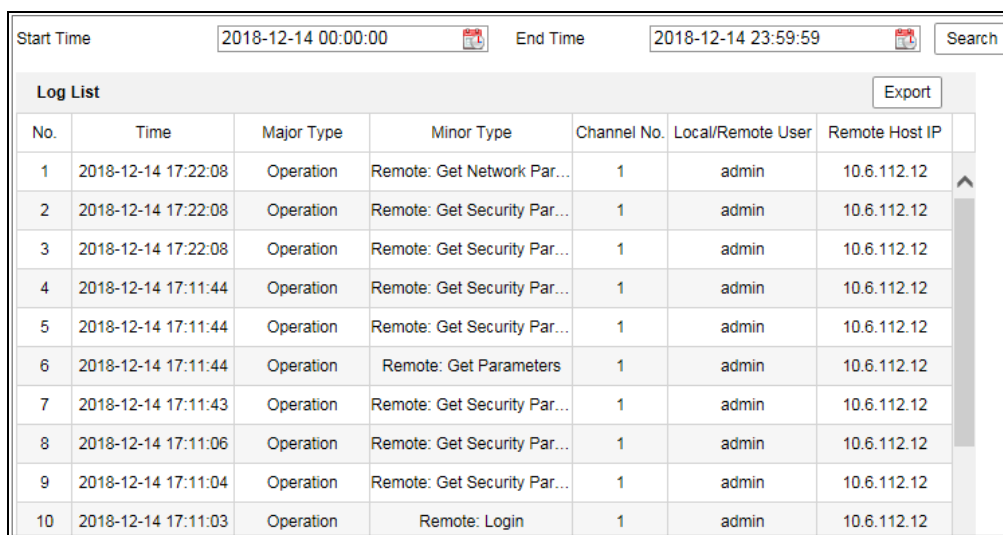 Start Time 2018-12-14 00:00:00 End Time 2018-12-14 23:59:59 Search
Log List Export
No. Time Major Type Minor Type Channel No. Local/Remote User Remote Host IP
1 2018-12-14 17:22:08 Operation Remote: Get Network Par... 1 admin 10.6.112.12
2 2018-12-14 17:22:08 Operation Remote: Get Security Par... 1 admin 10.6.112.12
3 2018-12-14 17:22:08 Operation Remote: Get Security Par... 1 admin 10.6.112.12
4 2018-12-14 17:11:44 Operation Remote: Get Security Par... 1 admin 10.6.112.12
5 2018-12-14 17:11:44 Operation Remote: Get Security Par... 1 admin 10.6.112.12
6 2018-12-14 17:11:44 Operation Remote: Get Parameters 1 admin 10.6.112.12
7 2018-12-14 17:11:43 Operation Remote: Get Security Par... 1 admin 10.6.112.12
8 2018-12-14 17:11:06 Operation Remote: Get Security Par... 1 admin 10.6.112.12
9 2018-12-14 17:11:04 Operation Remote: Get Security Par... 1 admin 10.6.112.12
10 2018-12-14 17:11:03 Operation Remote: Login 1 admin 10.6.112.12